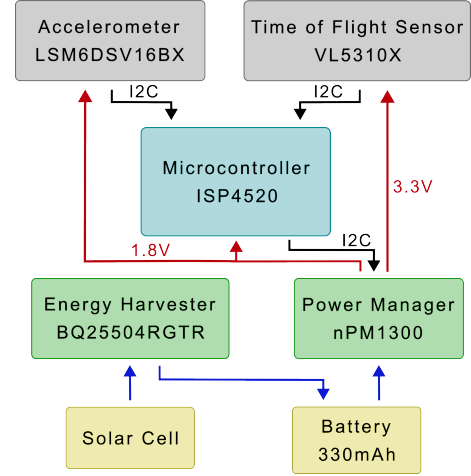 Accelerometer
LSM6DSV16BX
Time of Flight Sensor
VL5310X
I2C
I2C
Microcontroller
ISP4520
3.3V
I2C
1.8V
Energy Harvester
BQ25504RGTR
Power Manager
nPM1300
Solar Cell
Battery
330mAh